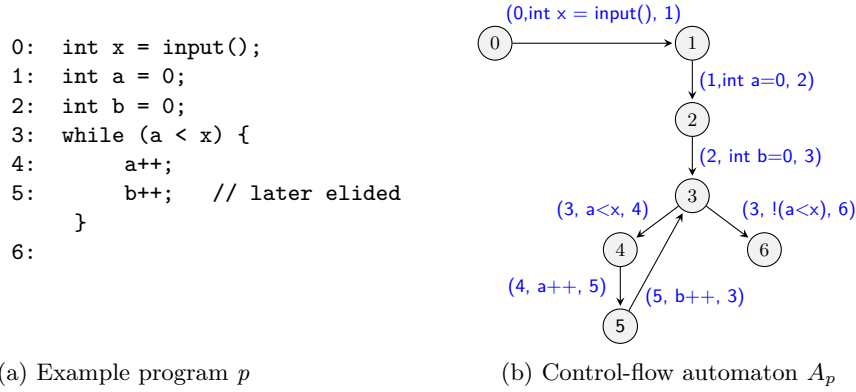 0: int x = input();
1: int a = 0;
2: int b = 0;
3: while (a < x) {
4: a++;
5: b++; // later elided
}
6:
(a) Example program p
(0,int x = input(), 1)
0
1
(1,int a=0, 2)
2
(2, int b=0, 3)
3
(3, a<x, 4)
(3, !(a<x), 6)
4
6
(4, a++, 5)
(5, b++, 3)
5
(b) Control-flow automaton Aₚ